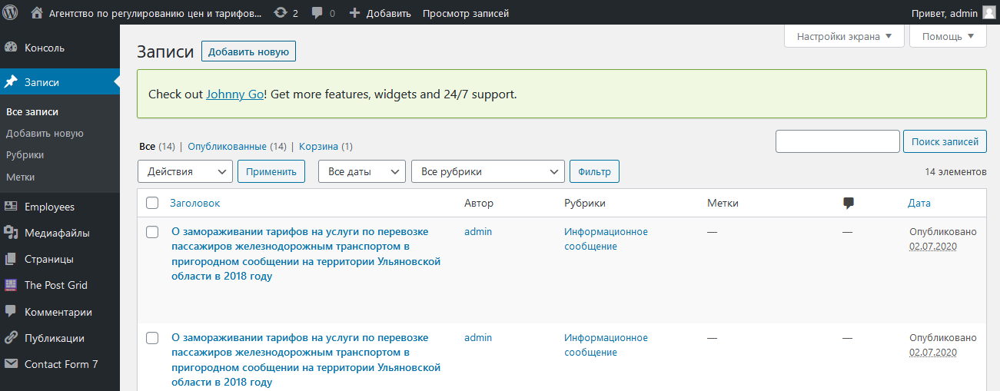 Агентство по регулированию цен и тарифов... 2 0 Добавить Просмотр записей Привет, admin
Консоль
Записи
Все записи
Добавить новую
Рубрики
Метки
Employees
Медиафайлы
Страницы
The Post Grid
Комментарии
Публикации
Contact Form 7
Настройки экрана Помощь
Записи Добавить новую
Check out Johnny Go! Get more features, widgets and 24/7 support.
Все (14) | Опубликованные (14) | Корзина (1) Поиск записей
Действия Применить Все даты Все рубрики Фильтр 14 элементов
Заголовок Автор Рубрики Метки Дата
О замораживании тарифов на услуги по перевозке admin Информационное — — Опубликовано
пассажиров железнодорожным транспортом в сообщение 02.07.2020
пригородном сообщении на территории Ульяновской
области в 2018 году
О замораживании тарифов на услуги по перевозке admin Информационное — — Опубликовано
пассажиров железнодорожным транспортом в сообщение 02.07.2020
пригородном сообщении на территории Ульяновской
области в 2018 году